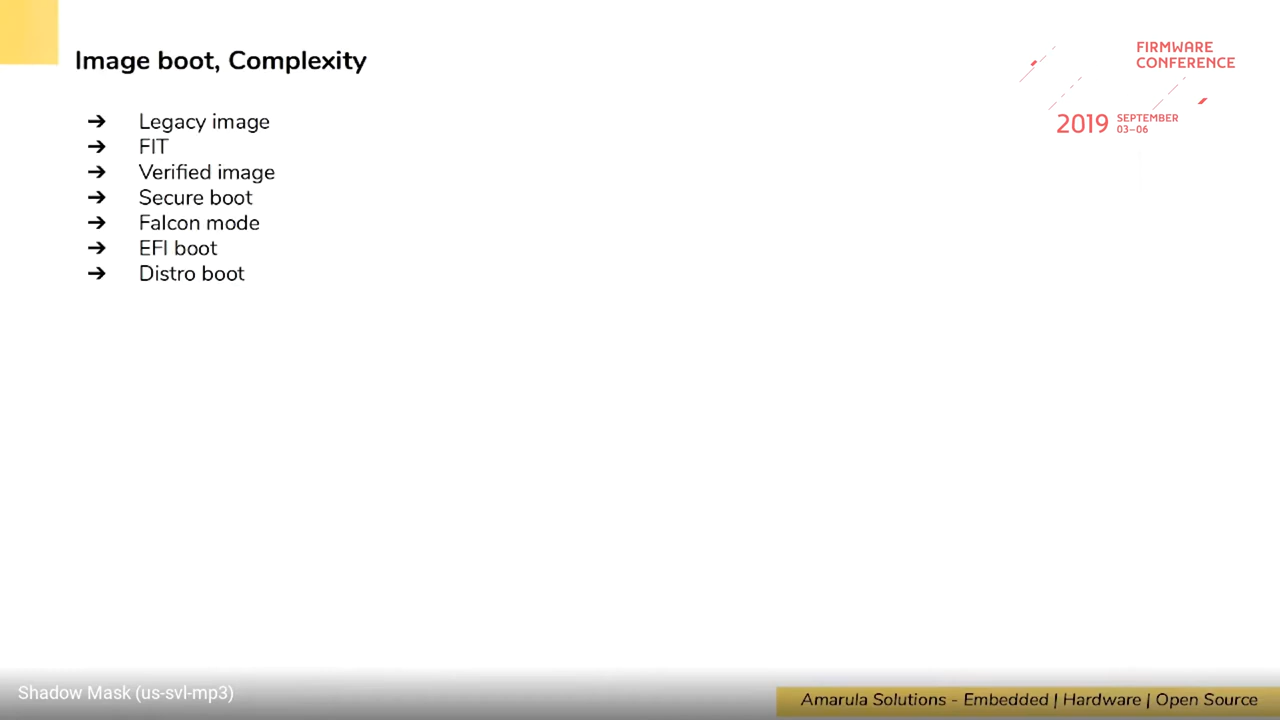 Image boot, Complexity
FIRMWARE
CONFERENCE
2019 SEPTEMBER
03–06
➔ Legacy image
➔ FIT
➔ Verified image
➔ Secure boot
➔ Falcon mode
➔ EFI boot
➔ Distro boot
Shadow Mask (us-svl-mp3)
Amarula Solutions - Embedded | Hardware | Open Source